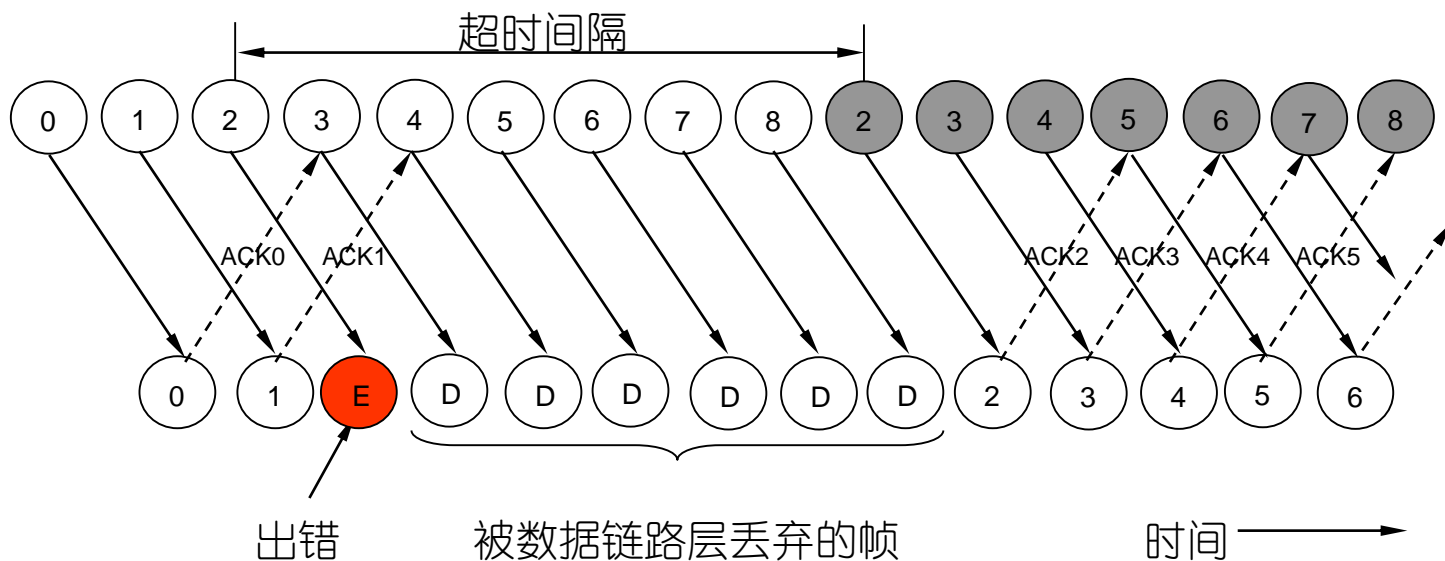 超时间隔
0 1 2 3 4 5 6 7 8 2 3 4 5 6 7 8
ACK0 ACK1 ACK2 ACK3 ACK4 ACK5
0 1 E D D D D D D 2 3 4 5 6
出错 被数据链路层丢弃的帧 时间